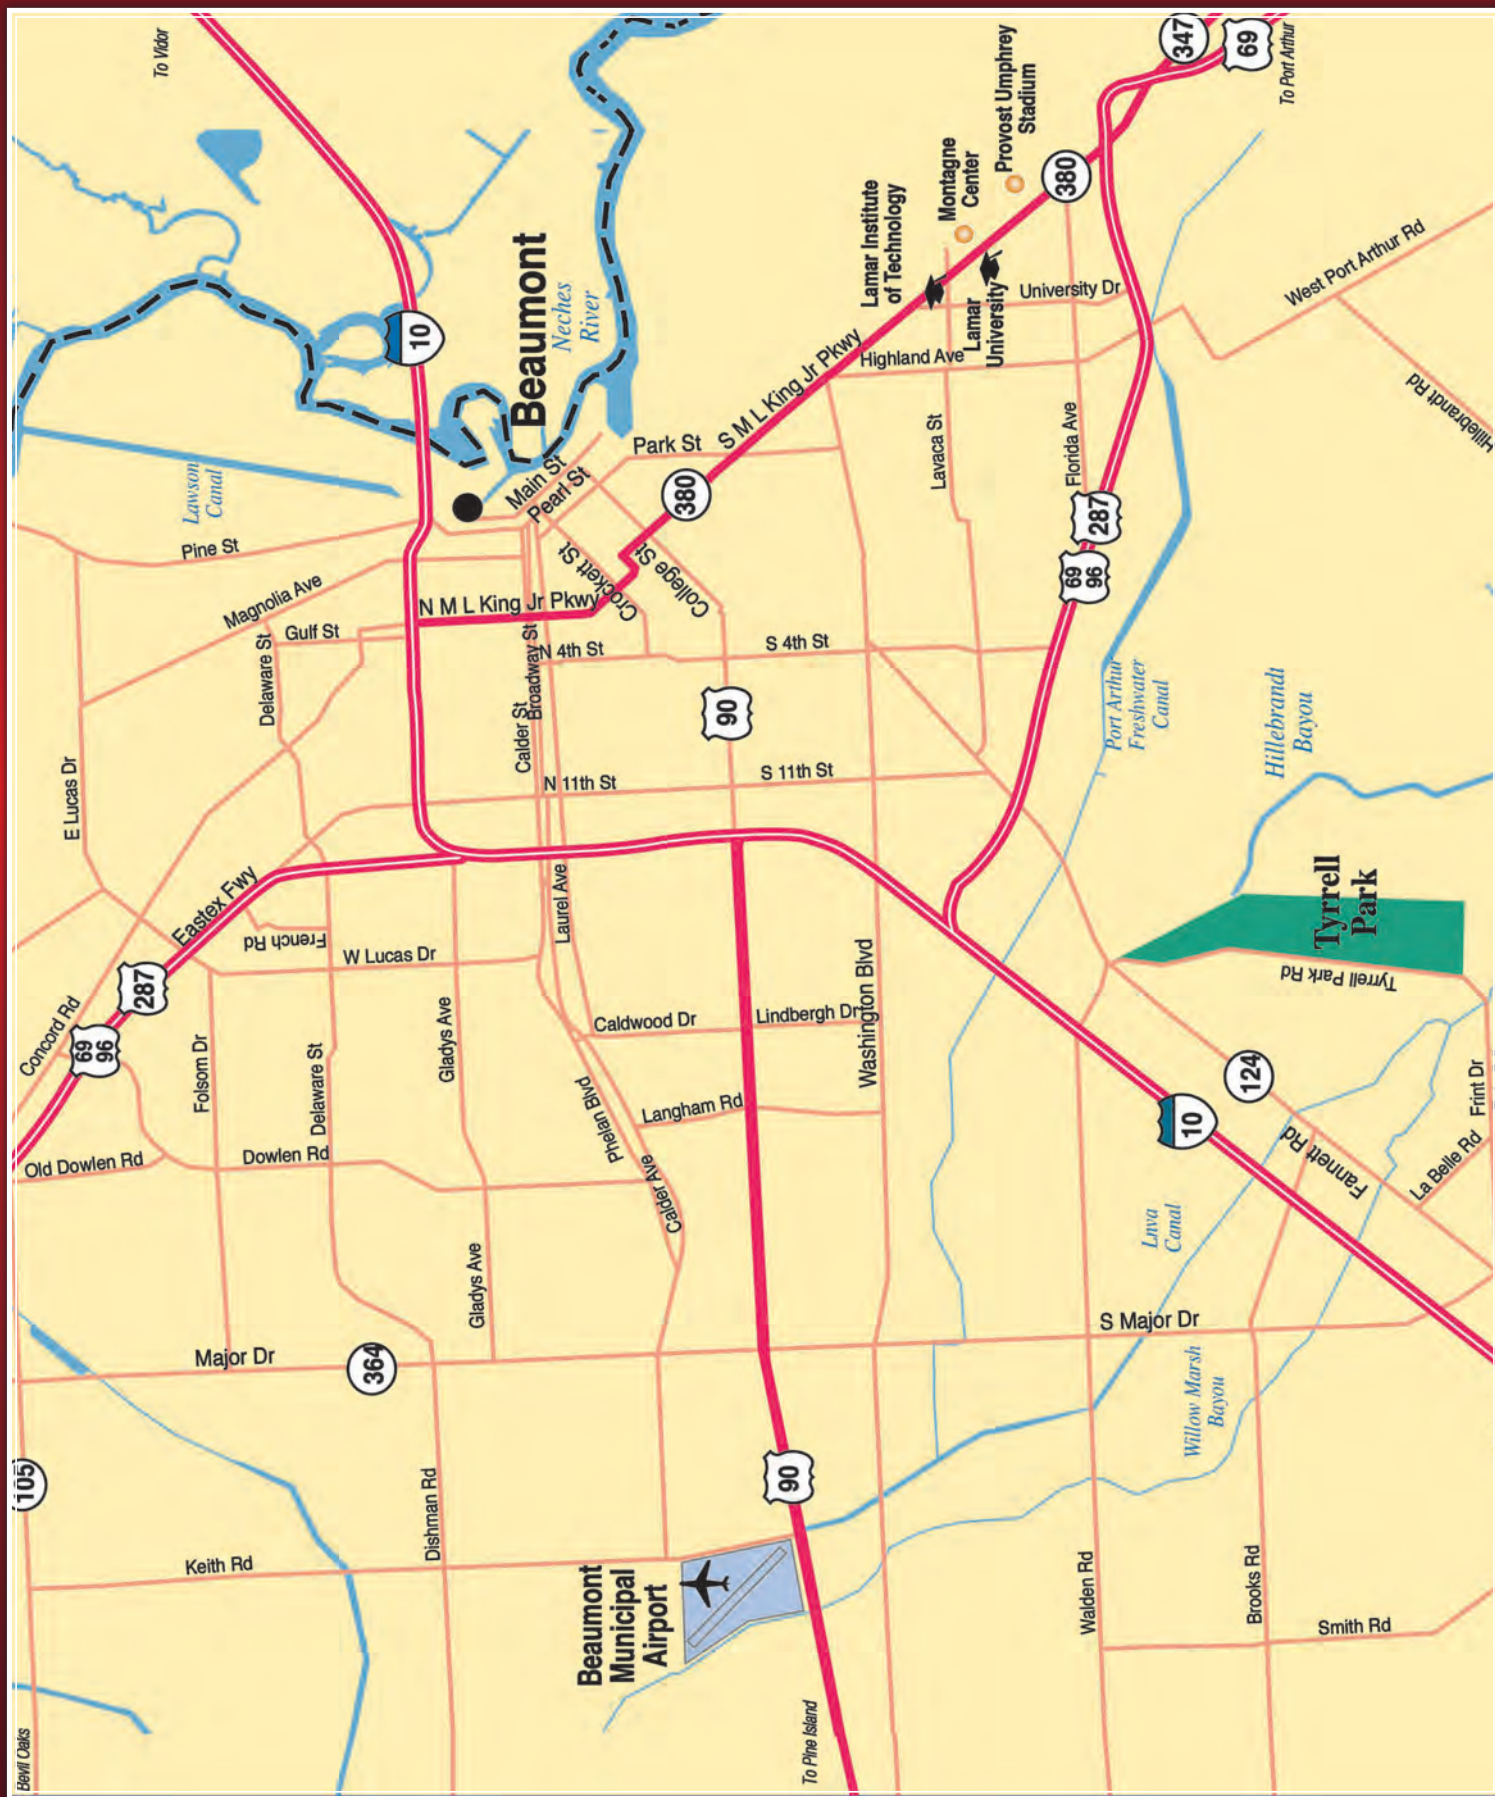 To Vidor
347
69
To Port Arthur
Provost Umphrey
Stadium
Montagne
Center
380
Lamar Institute
of Technology
Lamar
University
University Dr
West Port Arthur Rd
Hillebrandt Rd
10
Beaumont
Neches
River
Highland Ave
S M L King Jr Pkwy
Park St
Lavaca St
Florida Ave
Lawson
Canal
Main St
Pearl St
380
287
69
96
Pine St
Magnolia Ave
Crockett St
College St
N M L King Jr Pkwy
Gulf St
Delaware St
Broadway St
N 4th St
S 4th St
Calder St
90
Port Arthur
Freshwater
Canal
Hillebrandt
Bayou
E Lucas Dr
N 11th St
S 11th St
Eastex Fwy
French Rd
Laurel Ave
Tyrrell
Park
Tyrrell Park Rd
287
69
96
Concord Rd
W Lucas Dr
Folsom Dr
Delaware St
Gladys Ave
Caldwood Dr
Lindbergh Dr
Washington Blvd
124
Frint Dr
Phelan Blvd
Langham Rd
10
Fannett Rd
La Belle Rd
Old Dowlen Rd
Dowlen Rd
Calder Ave
Lnva
Canal
Gladys Ave
S Major Dr
Major Dr
364
Willow Marsh
Bayou
105
90
Dishman Rd
Keith Rd
Beaumont
Municipal
Airport
Walden Rd
Brooks Rd
Smith Rd
Bevil Oaks
To Pine Island